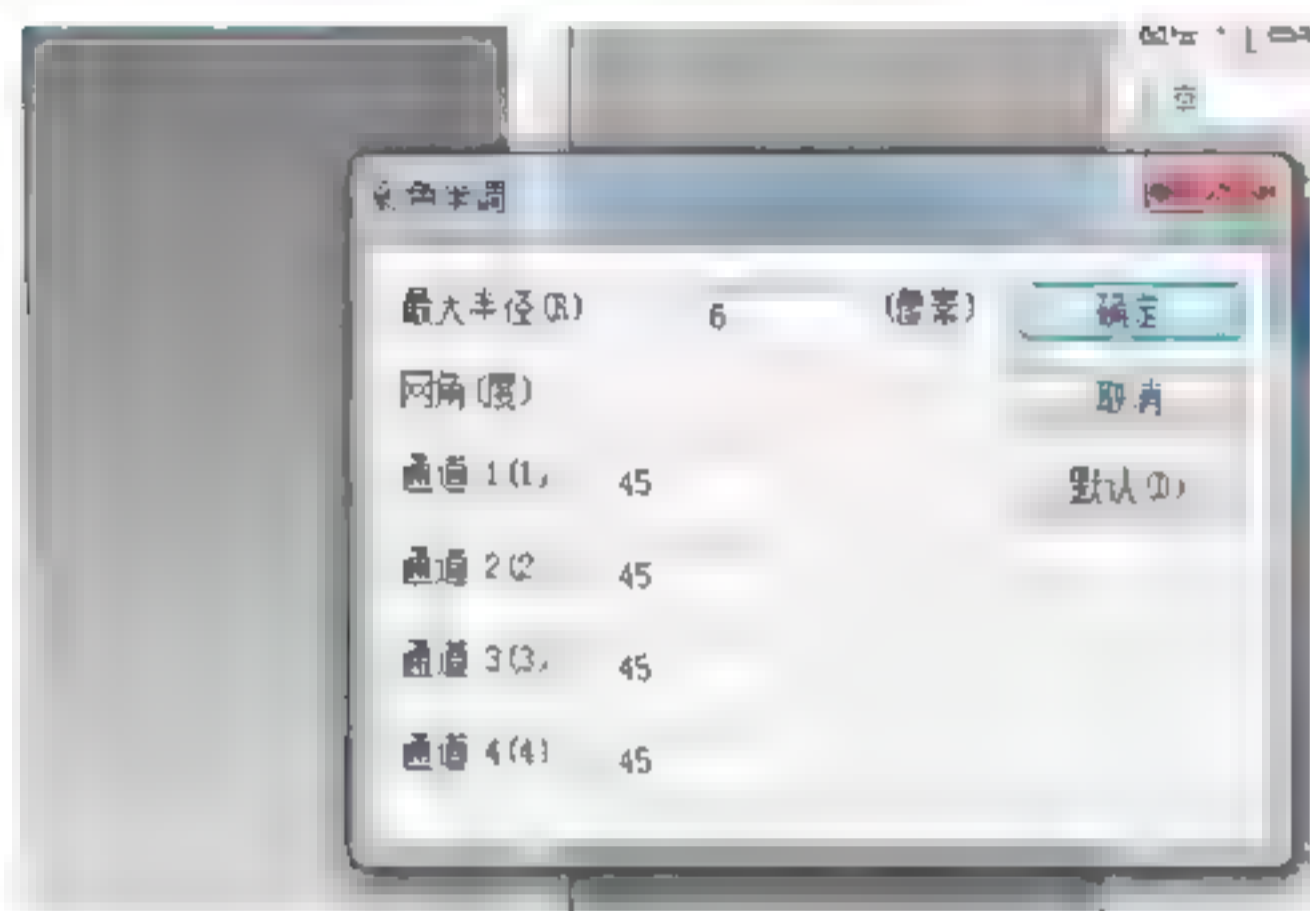 彩色半调
最大半径(R) 6 (像素) 确定
网角(度) 取消
通道 1(1) 45 默认(D)
通道 2(2 45
通道 3(3) 45
通道 4(4) 45